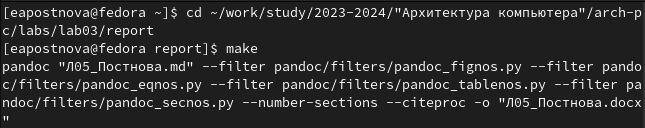 [eapostnova@fedora ~]$ cd ~/work/study/2023-2024/"Архитектура компьютера"/arch-p
c/labs/lab03/report
[eapostnova@fedora report]$ make
pandoc "Л05_Постнова.md" --filter pandoc/filters/pandoc_fignos.py --filter pando
c/filters/pandoc_eqnos.py --filter pandoc/filters/pandoc_tablenos.py --filter pa
ndoc/filters/pandoc_secnos.py --number-sections --citeproc -o "Л05_Постнова.docx
"